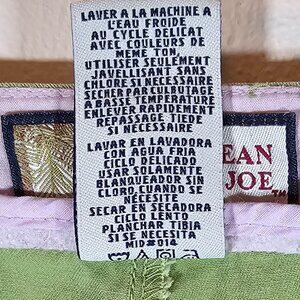 LAVER A LA MACHINE A
L'EAU FROIDE
AU CYCLE DELICAT
AVEC COULEURS DE
MEME TON,
UTILISER SEULEMENT
JAVELLISANT SANS
CHLORE SI NECESSAIRE
SECHER PAR CULBUTAGE
A BASSE TEMPERATURE
ENLEVER RAPIDEMENT
REPASSAGE TIEDE
SI NECESSAIRE
LAVAR EN LAVADORA
CON AGUA FRIA
CICLO DELICADO
USAR SOLAMENTE
BLANQUEADOR SIN
CLORO, CUANDO SE
NECESITE
SECAR EN SECADORA
CICLO LENTO
PLANCHAR TIBIA
SI SE NECESITA
MID#014
EAN
JOE
TM